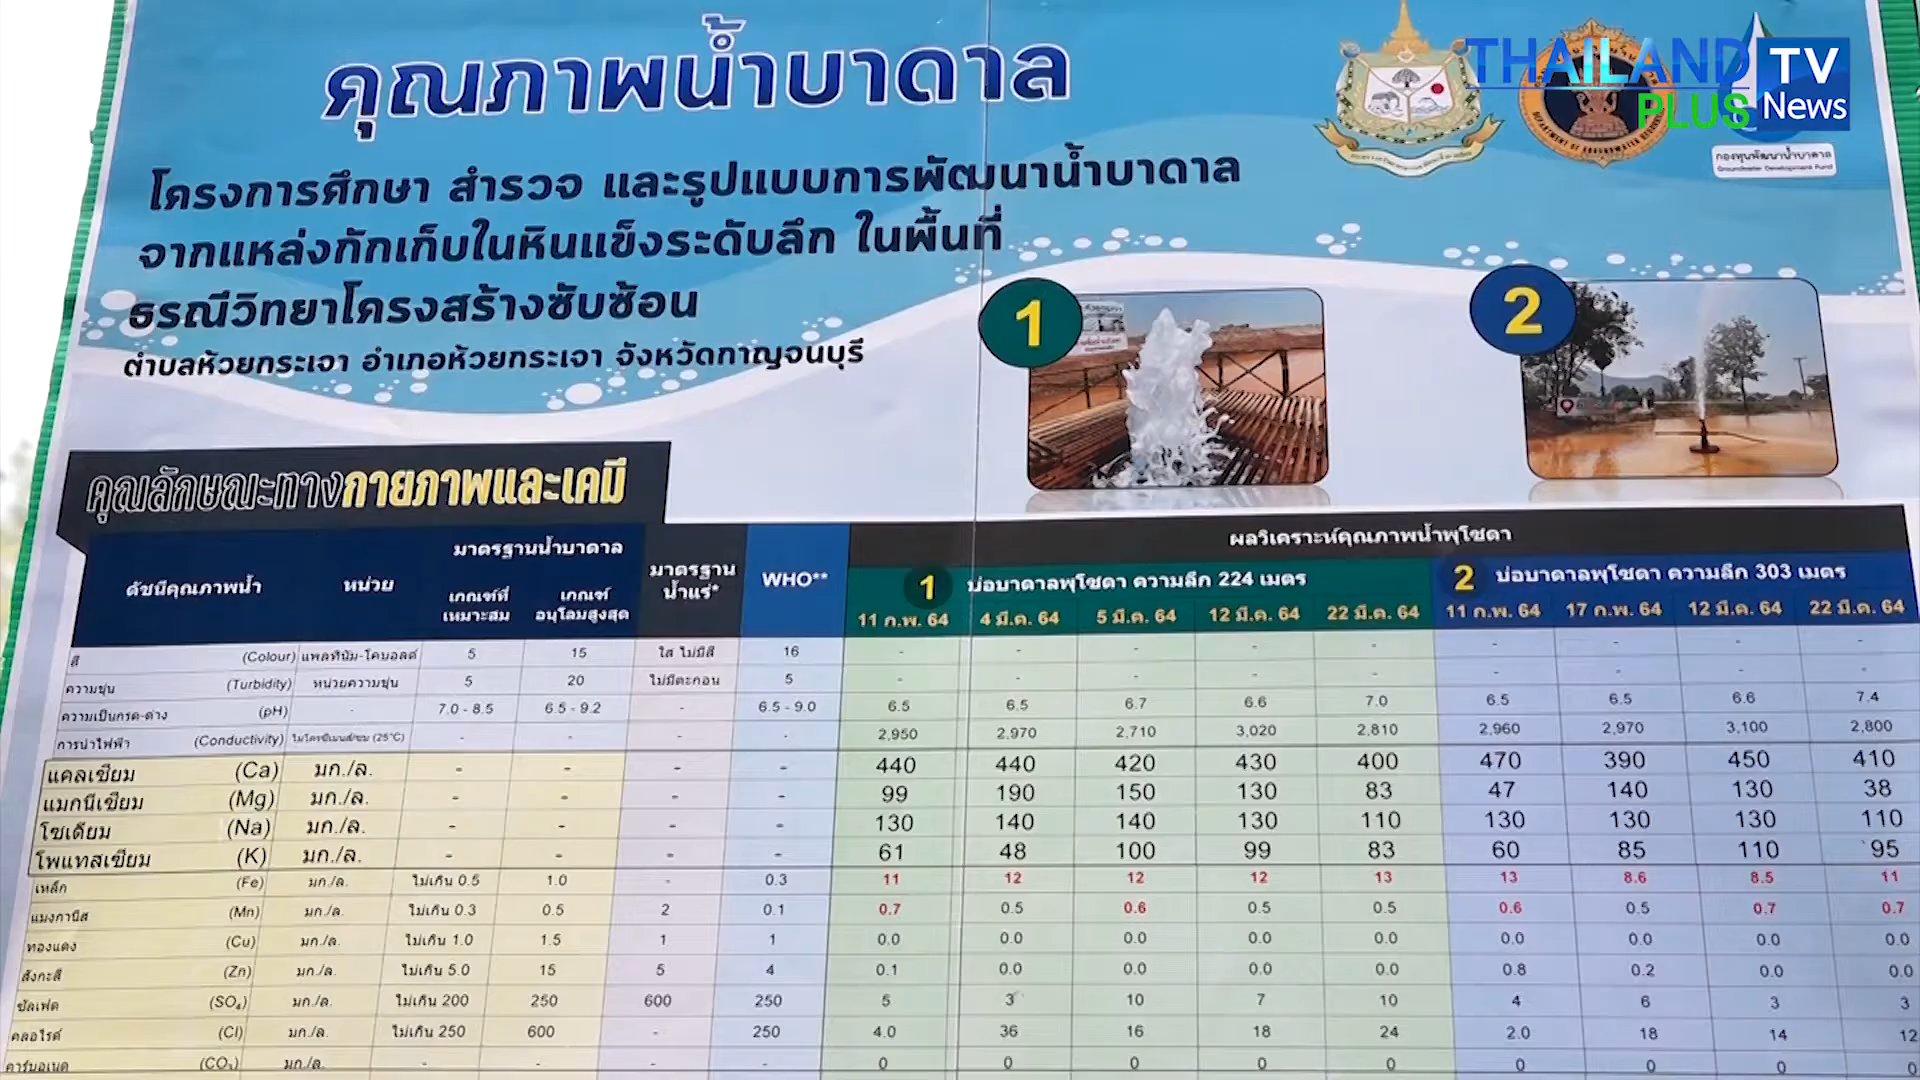 คุณภาพน้ำบาดาล
THAILAND PLUS TV News
กองทุนพัฒนาน้ำบาดาล
Groundwater Development Fund
โครงการศึกษา สำรวจ และรูปแบบการพัฒนาน้ำบาดาล
จากแหล่งกักเก็บในหินแข็งระดับลึก ในพื้นที่
ธรณีวิทยาโครงสร้างซับซ้อน
ตำบลห้วยกระเจา อำเภอห้วยกระเจา จังหวัดกาญจนบุรี
1
2
คุณลักษณะทางกายภาพและเคมี
ผลวิเคราะห์คุณภาพน้ำพุโซดา
ดัชนีคุณภาพน้ำ หน่วย มาตรฐานน้ำบาดาล มาตรฐานน้ำแร่* WHO** 1 บ่อบาดาลพุโซดา ความลึก 224 เมตร 2 บ่อบาดาลพุโซดา ความลึก 303 เมตร
เกณฑ์ที่เหมาะสม เกณฑ์อนุโลมสูงสุด 11 ก.พ. 64 4 มี.ค. 64 5 มี.ค. 64 12 มี.ค. 64 22 มี.ค. 64 11 ก.พ. 64 17 ก.พ. 64 12 มี.ค. 64 22 มี.ค. 64
สี (Colour) แพลทินัม-โคบอลต์ 5 15 ใส ไม่มีสี 16 - - - - - - - - -
ความขุ่น (Turbidity) หน่วยความขุ่น 5 20 ไม่มีตะกอน 5 - - - - - - - - -
ความเป็นกรด-ด่าง (pH) - 7.0 - 8.5 6.5 - 9.2 - 6.5 - 9.0 6.5 6.5 6.7 6.6 7.0 6.5 6.5 6.6 7.4
การนำไฟฟ้า (Conductivity) ไมโครซีเมนส์/ซม (25°C) - - - - 2,950 2,970 2,710 3,020 2,810 2,960 2,970 3,100 2,800
แคลเซียม (Ca) มก./ล. - - - - 440 440 420 430 400 470 390 450 410
แมกนีเซียม (Mg) มก./ล. - - - - 99 190 150 130 83 47 140 130 38
โซเดียม (Na) มก./ล. - - - - 130 140 140 130 110 130 130 130 110
โพแทสเซียม (K) มก./ล. - - - - 61 48 100 99 83 60 85 110 95
เหล็ก (Fe) มก./ล. ไม่เกิน 0.5 1.0 - 0.3 11 12 12 12 13 13 8.6 8.5 11
แมงกานีส (Mn) มก./ล. ไม่เกิน 0.3 0.5 2 0.1 0.7 0.5 0.6 0.5 0.5 0.6 0.5 0.7 0.7
ทองแดง (Cu) มก./ล. ไม่เกิน 1.0 1.5 1 1 0.0 0.0 0.0 0.0 0.0 0.0 0.0 0.0 0.0
สังกะสี (Zn) มก./ล. ไม่เกิน 5.0 15 5 4 0.1 0.0 0.0 0.0 0.0 0.8 0.2 0.0 0.0
ซัลเฟต (SO₄) มก./ล. ไม่เกิน 200 250 600 250 5 3 10 7 10 4 6 3 3
คลอไรด์ (Cl) มก./ล. ไม่เกิน 250 600 - 250 4.0 36 16 18 24 2.0 18 14 12
คาร์บอเนต (CO₃) มก./ล. - - - - 0 0 0 0 0 0 0 0 0